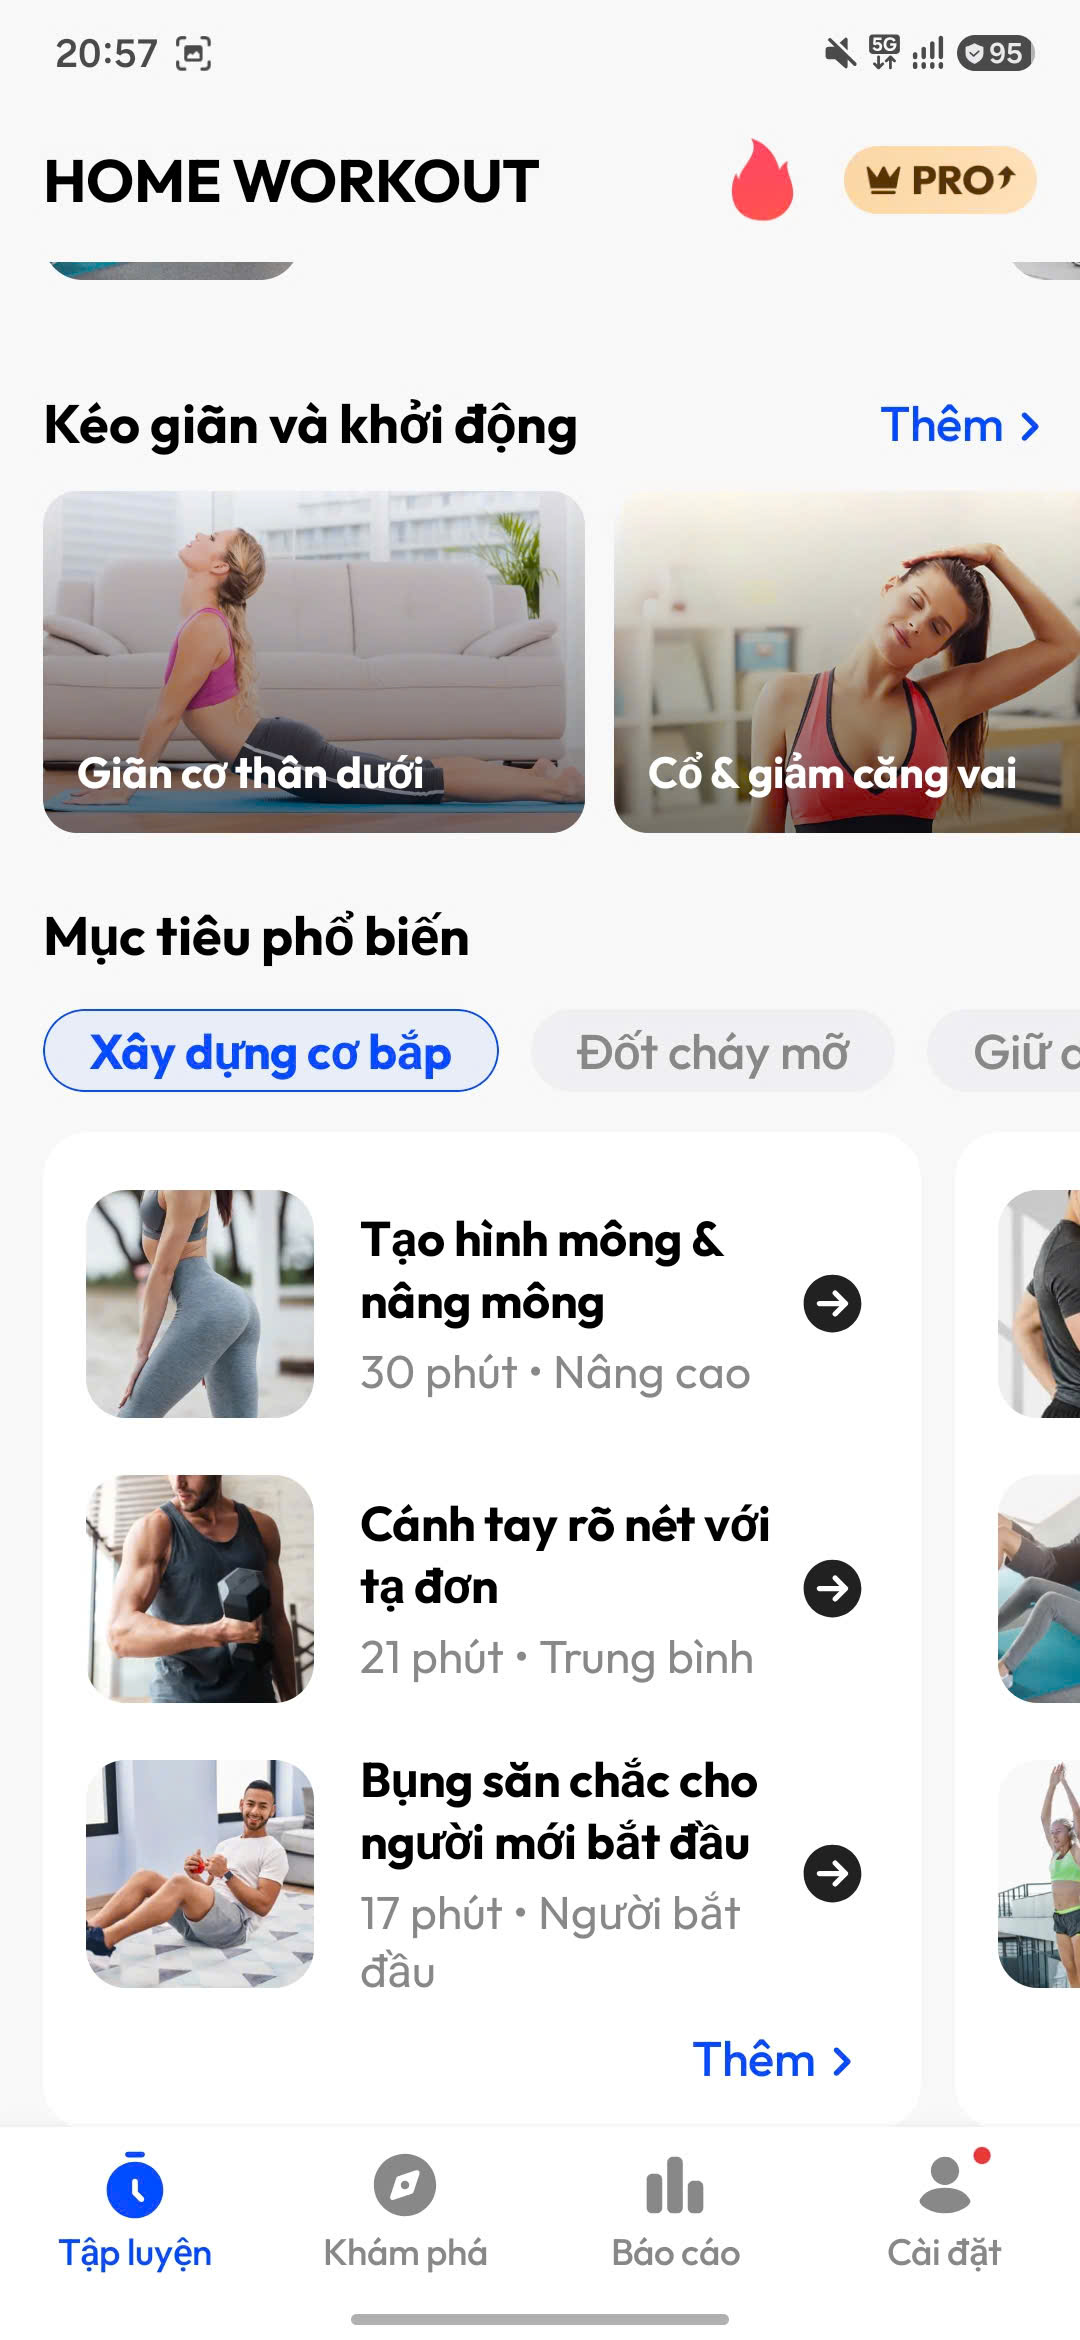 20:57
5G
95
HOME WORKOUT
PRO
Kéo giãn và khởi động
Thêm
Giãn cơ thân dưới
Cổ & giảm căng vai
Mục tiêu phổ biến
Xây dựng cơ bắp
Đốt cháy mỡ
Giữ
Tạo hình mông &
nâng mông
30 phút • Nâng cao
Cánh tay rõ nét với
tạ đơn
21 phút • Trung bình
Bụng săn chắc cho
người mới bắt đầu
17 phút • Người bắt
đầu
Thêm
Tập luyện
Khám phá
Báo cáo
Cài đặt